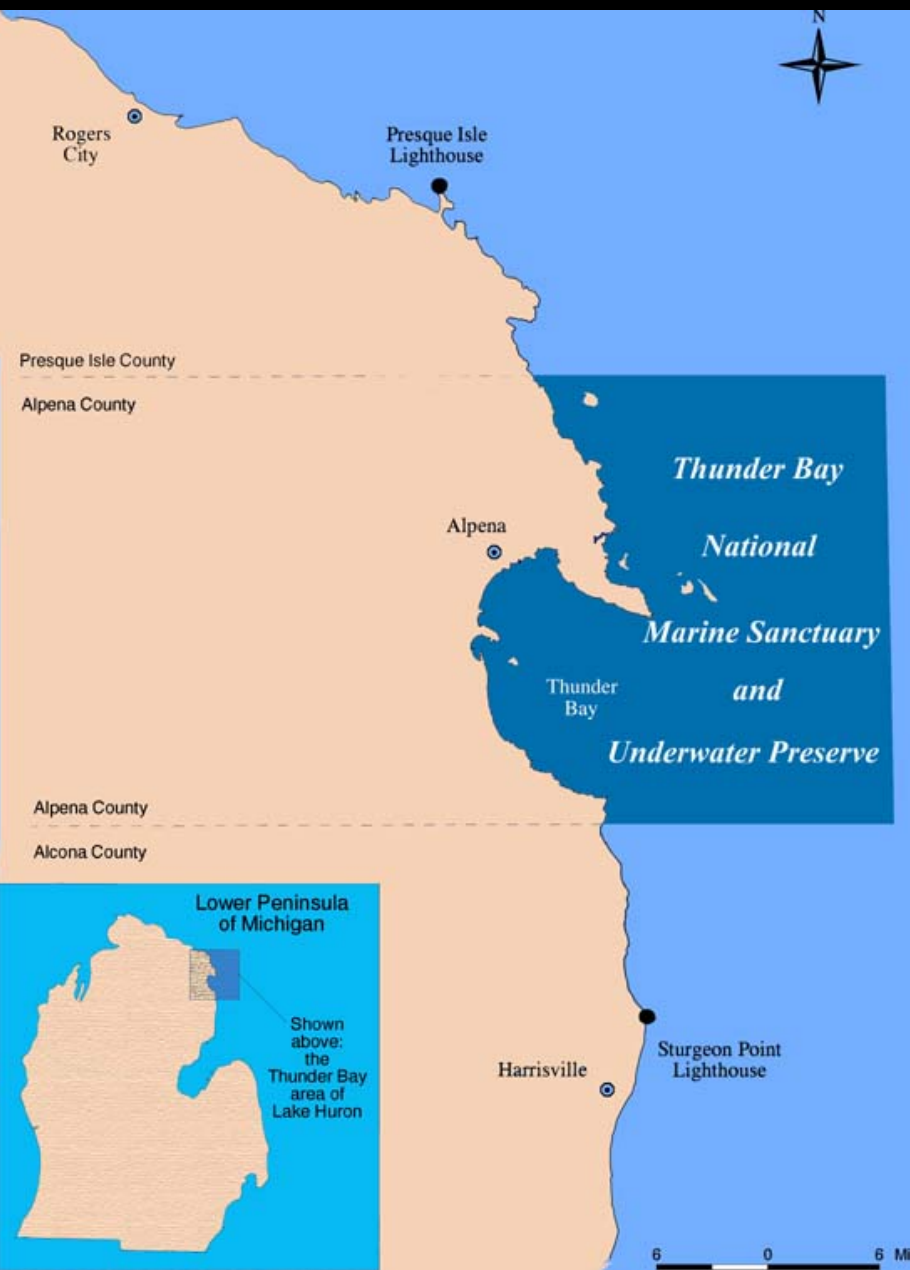 N
Rogers
City
Presque Isle
Lighthouse
Presque Isle County
Alpena County
Thunder Bay
National
Marine Sanctuary
and
Underwater Preserve
Alpena
Thunder
Bay
Alpena County
Alcona County
Lower Peninsula
of Michigan
Shown
above:
the
Thunder Bay
area of
Lake Huron
Harrisville
Sturgeon Point
Lighthouse
6 0 6 Mi